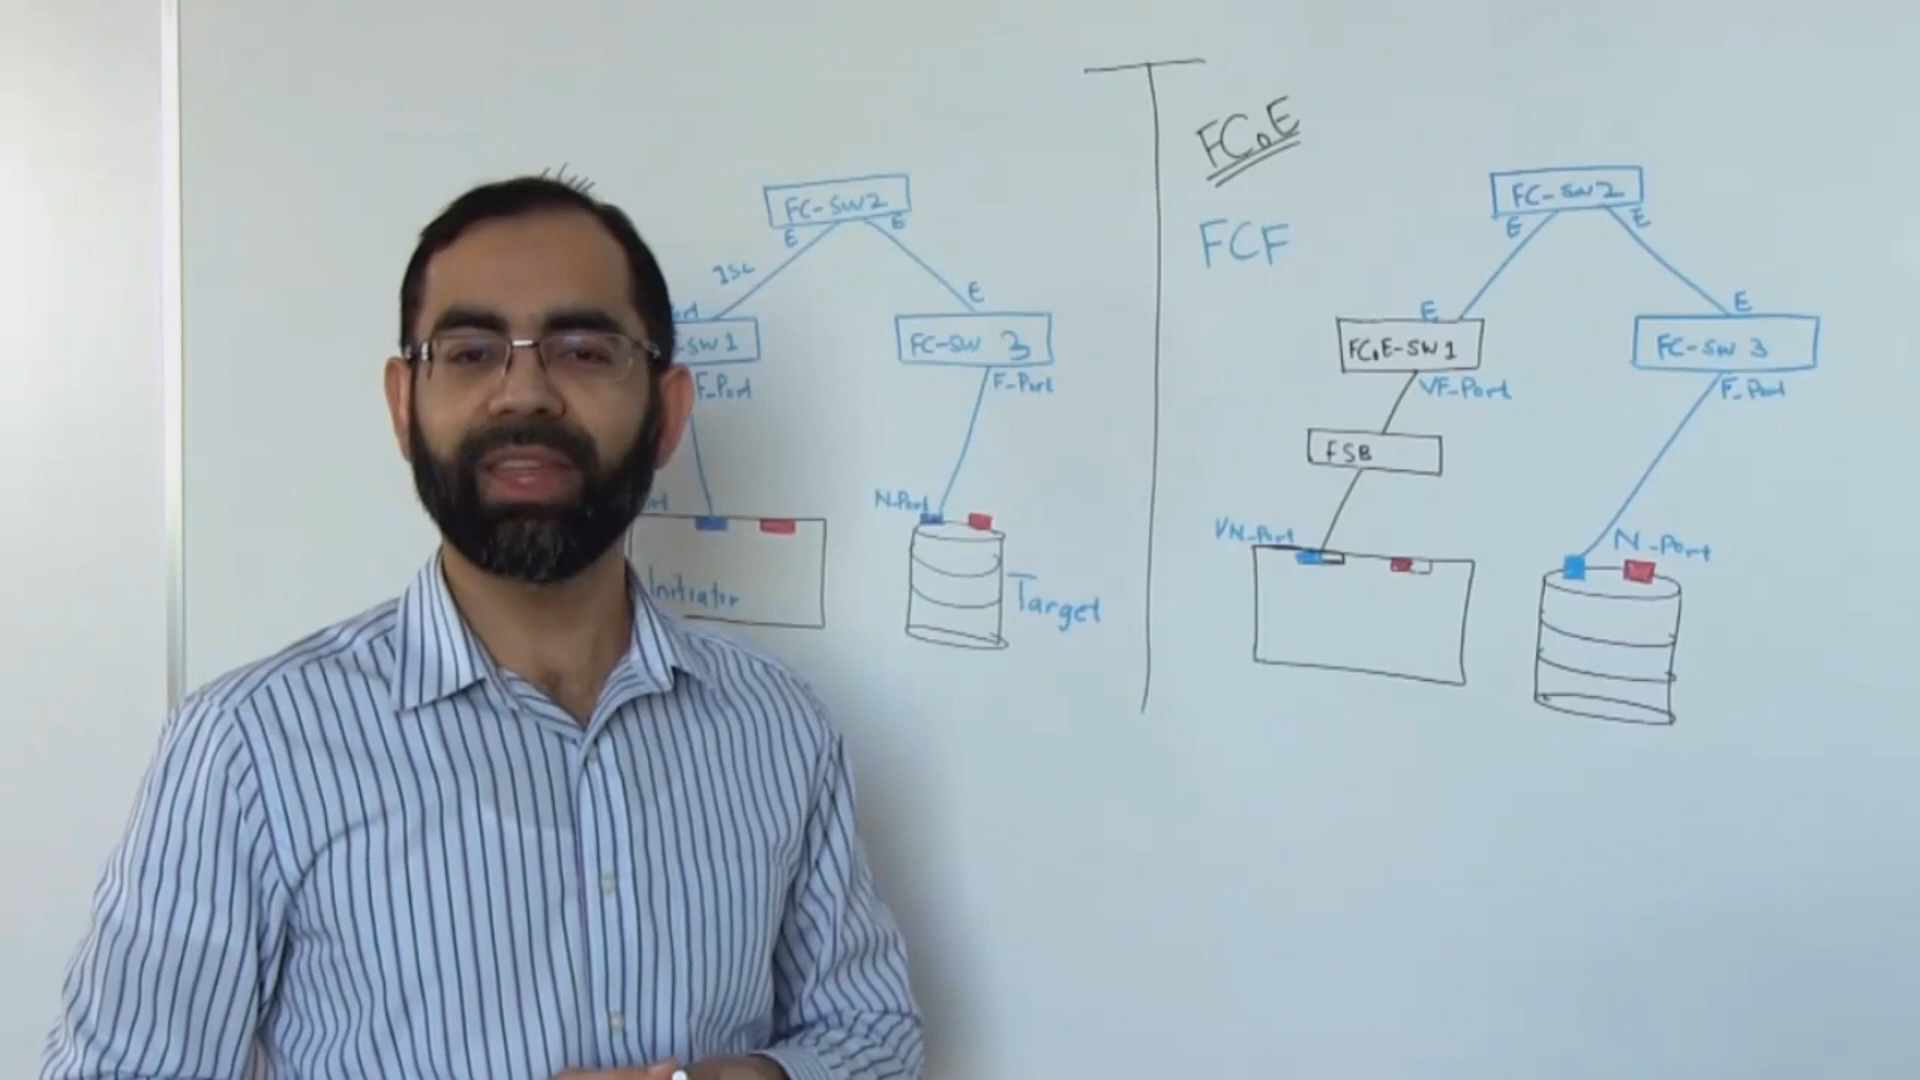 FC-SW2
E
E
ISL
E
SW1
FC-SW 3
F-Port
F-Port
N-Port
Initiator
Target
FCoE
FCF
FC-SW2
E
E
E
E
FCoE-SW1
FC-SW 3
VF-Port
F-Port
FSB
VN-Port
N-Port